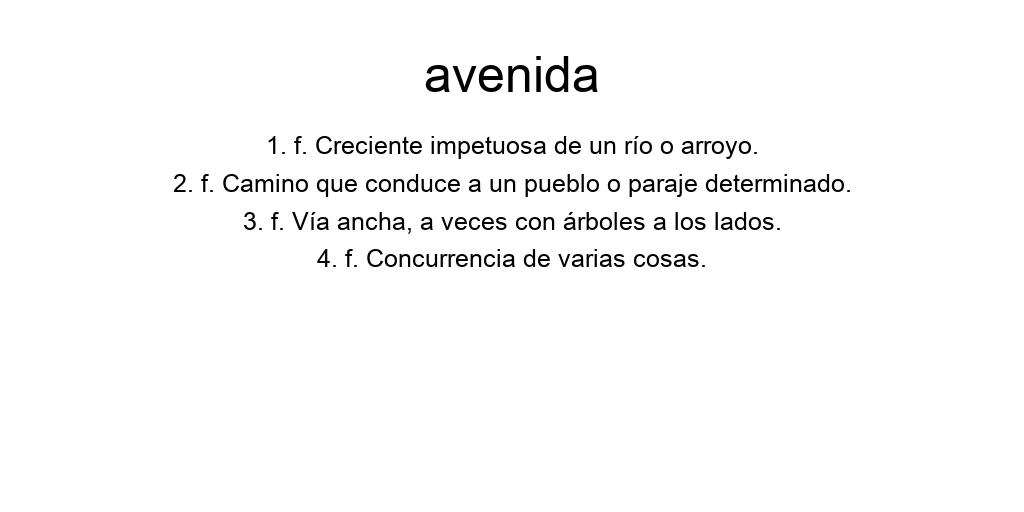 avenida
1. f. Creciente impetuosa de un río o arroyo.
2. f. Camino que conduce a un pueblo o paraje determinado.
3. f. Vía ancha, a veces con árboles a los lados.
4. f. Concurrencia de varias cosas.